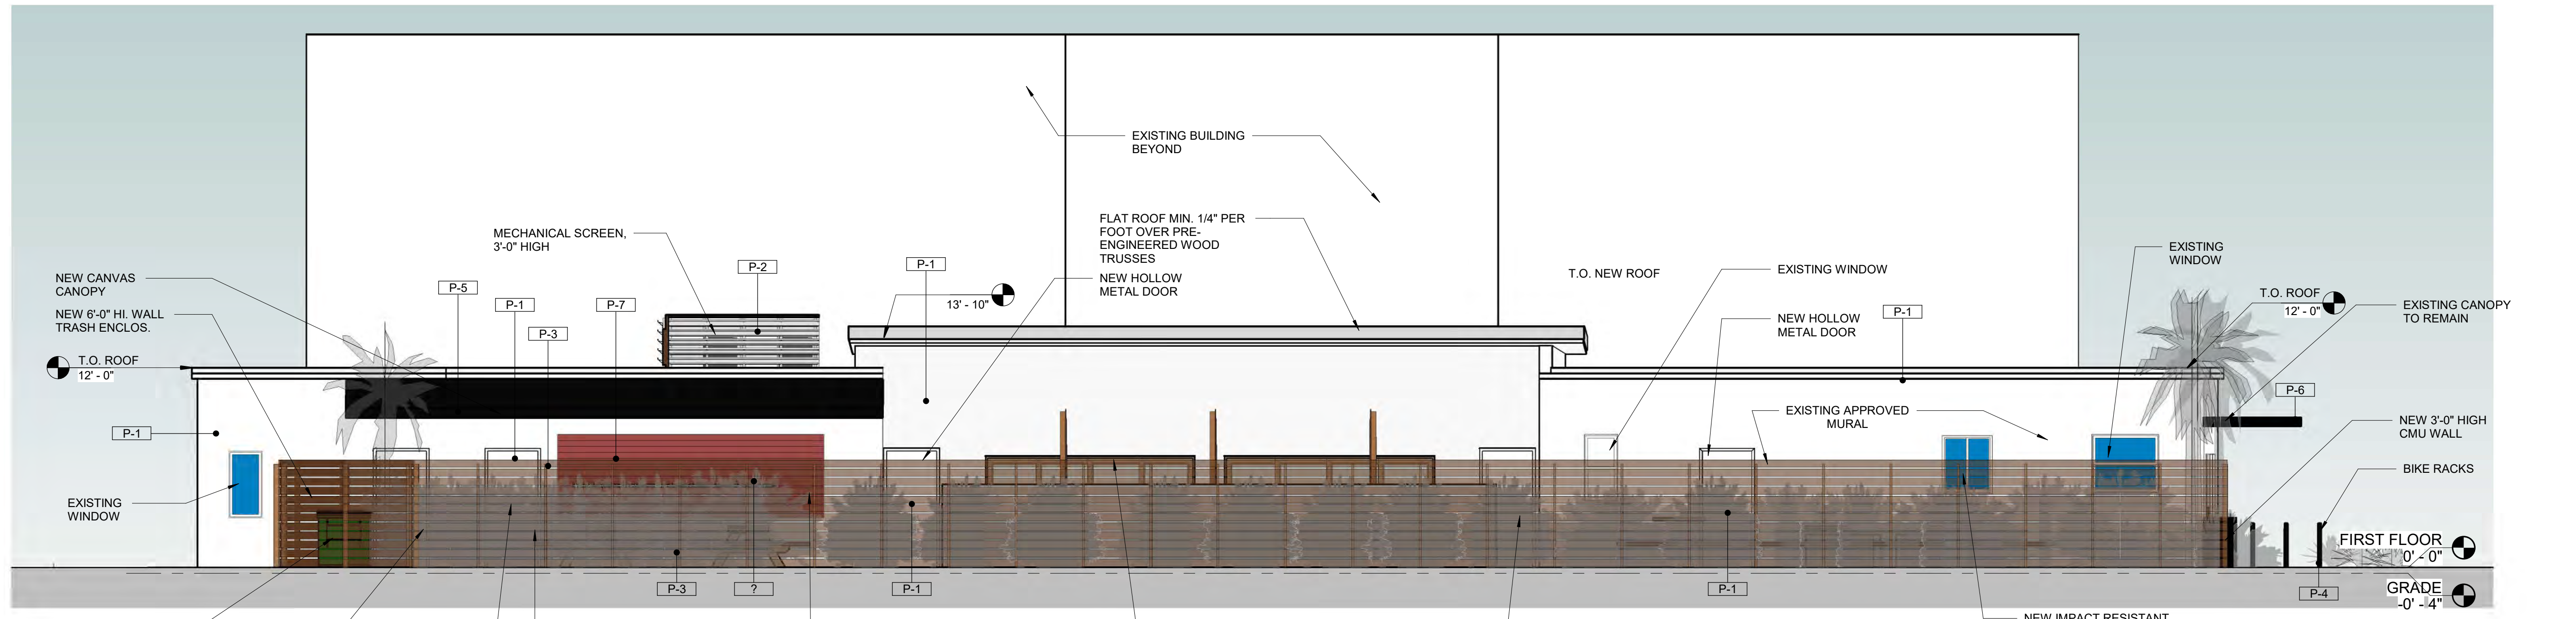 EXISTING BUILDING
BEYOND
FLAT ROOF MIN. 1/4" PER
FOOT OVER PRE-
ENGINEERED WOOD
TRUSSES
MECHANICAL SCREEN,
3'-0" HIGH
NEW CANVAS
CANOPY
NEW 6'-0" HI. WALL
TRASH ENCLOS.
T.O. ROOF
12' - 0"
P-5
P-1
P-3
P-7
P-2
P-1
13' - 10"
NEW HOLLOW
METAL DOOR
T.O. NEW ROOF
EXISTING WINDOW
NEW HOLLOW
METAL DOOR
P-1
EXISTING
WINDOW
T.O. ROOF
12' - 0"
EXISTING CANOPY
TO REMAIN
P-6
EXISTING APPROVED
MURAL
NEW 3'-0" HIGH
CMU WALL
BIKE RACKS
P-1
EXISTING
WINDOW
FIRST FLOOR
0' - 0"
GRADE
-0' - 4"
P-3
?
P-1
P-1
P-4
NEW IMPACT RESISTANT